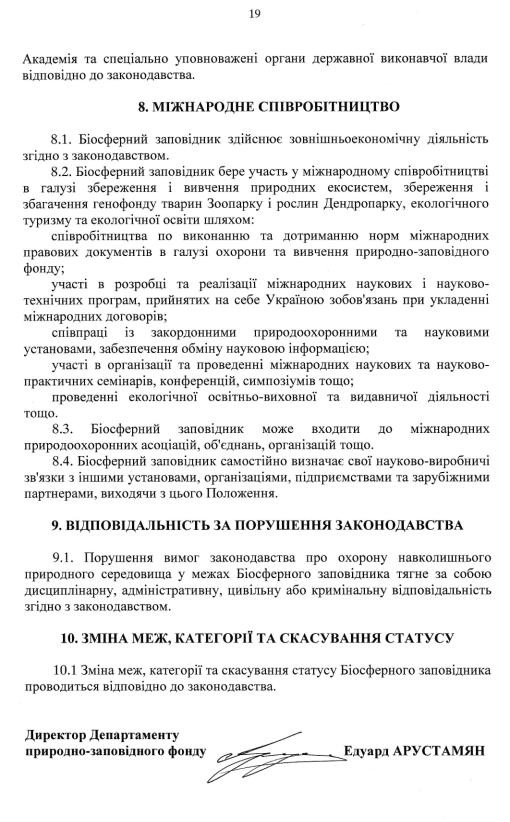 19
Академія та спеціально уповноважені органи державної виконавчої влади
відповідно до законодавства.
8. МІЖНАРОДНЕ СПІВРОБІТНИЦТВО
8.1. Біосферний заповідник здійснює зовнішньоекономічну діяльність
згідно з законодавством.
8.2. Біосферний заповідник бере участь у міжнародному співробітництві
в галузі збереження і вивчення природних екосистем, збереження і
збагачення генофонду тварин Зоопарку і рослин Дендропарку, екологічного
туризму та екологічної освіти шляхом:
співробітництва по виконанню та дотриманню норм міжнародних
правових документів в галузі охорони та вивчення природно-заповідного
фонду;
участі в розробці та реалізації міжнародних наукових і науково-
технічних програм, прийнятих на себе Україною зобов'язань при укладенні
міжнародних договорів;
співпраці із закордонними природоохоронними та науковими
установами, забезпечення обміну науковою інформацією;
участі в організації та проведенні міжнародних наукових та науково-
практичних семінарів, конференцій, симпозіумів тощо;
проведенні екологічної освітньо-виховної та видавничої діяльності
тощо.
8.3. Біосферний заповідник може входити до міжнародних
природоохоронних асоціацій, об'єднань, організацій тощо.
8.4. Біосферний заповідник самостійно визначає свої науково-виробничі
зв'язки з іншими установами, організаціями, підприємствами та зарубіжними
партнерами, виходячи з цього Положення.
9. ВІДПОВІДАЛЬНІСТЬ ЗА ПОРУШЕННЯ ЗАКОНОДАВСТВА
9.1. Порушення вимог законодавства про охорону навколишнього
природного середовища у межах Біосферного заповідника тягне за собою
дисциплінарну, адміністративну, цивільну або кримінальну відповідальність
згідно з законодавством.
10. ЗМІНА МЕЖ, КАТЕГОРІЇ ТА СКАСУВАННЯ СТАТУСУ
10.1 Зміна меж, категорії та скасування статусу Біосферного заповідника
проводиться відповідно до законодавства.
Директор Департаменту
природно-заповідного фонду Едуард АРУСТАМЯН